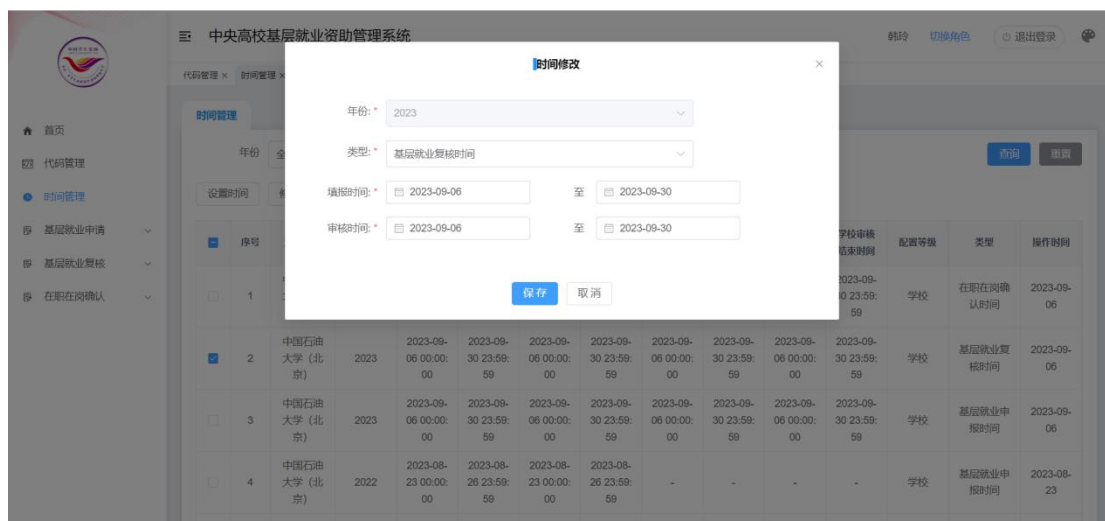 中央高校基层就业资助管理系统
韩玲 切换角色 退出登录
代码管理 × 时间管理 ×
时间修改 ×
时间管理
首页
代码管理
时间管理
基层就业申请
基层就业复核
在职在岗确认
年份
查询 重置
设置时间
年份: * 2023
类型: * 基层就业复核时间
填报时间: * 2023-09-06 至 2023-09-30
审核时间: * 2023-09-06 至 2023-09-30
保存 取消
序号 学校审核结束时间 配置等级 类型 操作时间
1 2023-09-30 23:59:59 学校 在职在岗确认时间 2023-09-06
2 中国石油大学（北京） 2023 2023-09-06 00:00:00 2023-09-30 23:59:59 2023-09-06 00:00:00 2023-09-30 23:59:59 2023-09-06 00:00:00 2023-09-30 23:59:59 2023-09-06 00:00:00 2023-09-30 23:59:59 学校 基层就业复核时间 2023-09-06
3 中国石油大学（北京） 2023 2023-09-06 00:00:00 2023-09-30 23:59:59 2023-09-06 00:00:00 2023-09-30 23:59:59 2023-09-06 00:00:00 2023-09-30 23:59:59 2023-09-06 00:00:00 2023-09-30 23:59:59 学校 基层就业申报时间 2023-09-06
4 中国石油大学（北京） 2022 2023-08-23 00:00:00 2023-08-26 23:59:59 2023-08-23 00:00:00 2023-08-26 23:59:59 - - - - 学校 基层就业申报时间 2023-08-23